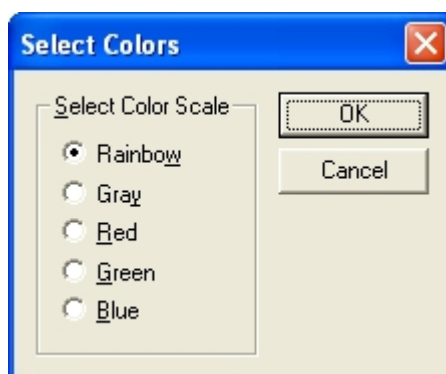 Select Colors
Select Color Scale
Rainbow
Gray
Red
Green
Blue
OK
Cancel